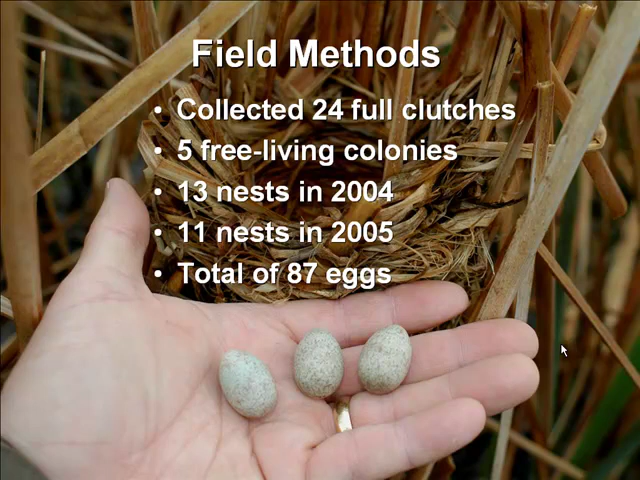 Field Methods
• Collected 24 full clutches
• 5 free-living colonies
• 13 nests in 2004
• 11 nests in 2005
• Total of 87 eggs